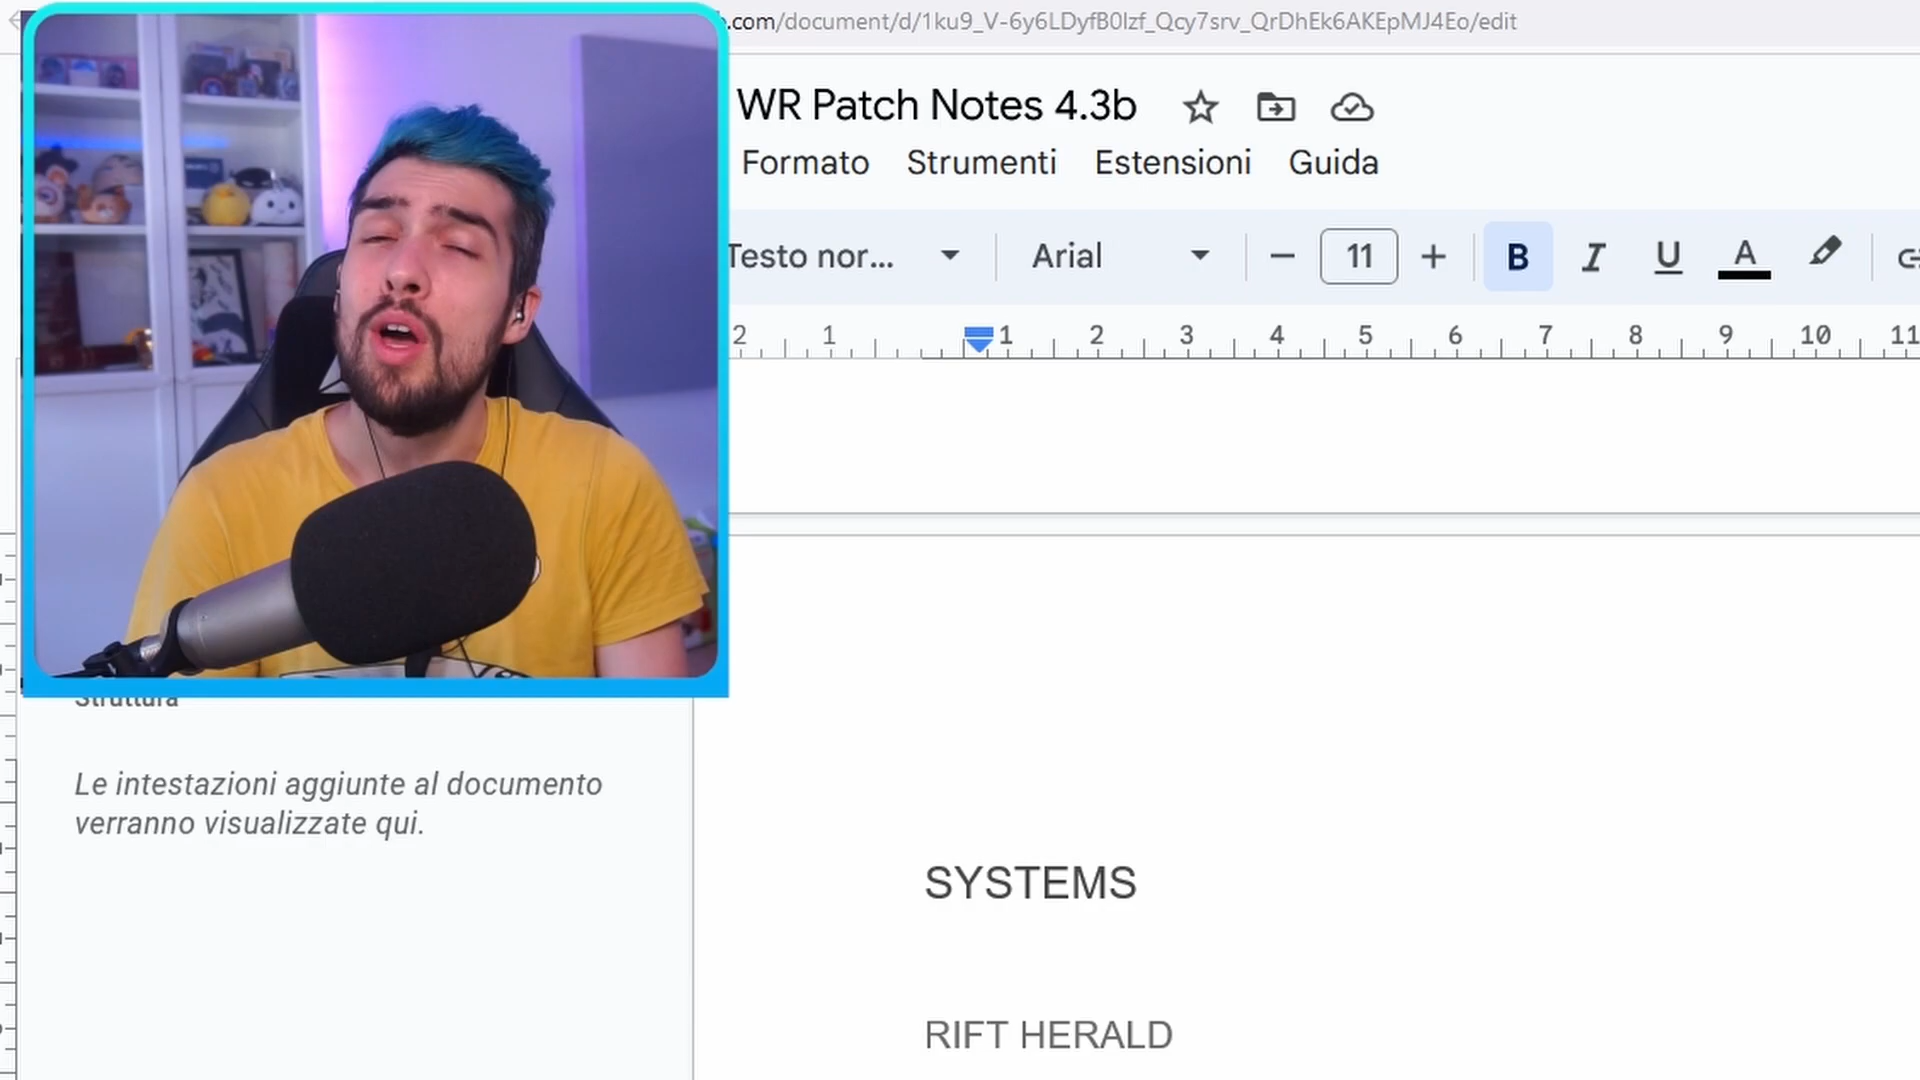 .com/document/d/1ku9_V-6y6LDyfB0lzf_Qcy7srv_QrDhEk6AKEpMJ4Eo/edit
WR Patch Notes 4.3b
Formato Strumenti Estensioni Guida
Testo nor... Arial 11 B I U A
2 1 1 2 3 4 5 6 7 8 9 10 11
Struttura
Le intestazioni aggiunte al documento
verranno visualizzate qui.
SYSTEMS
RIFT HERALD